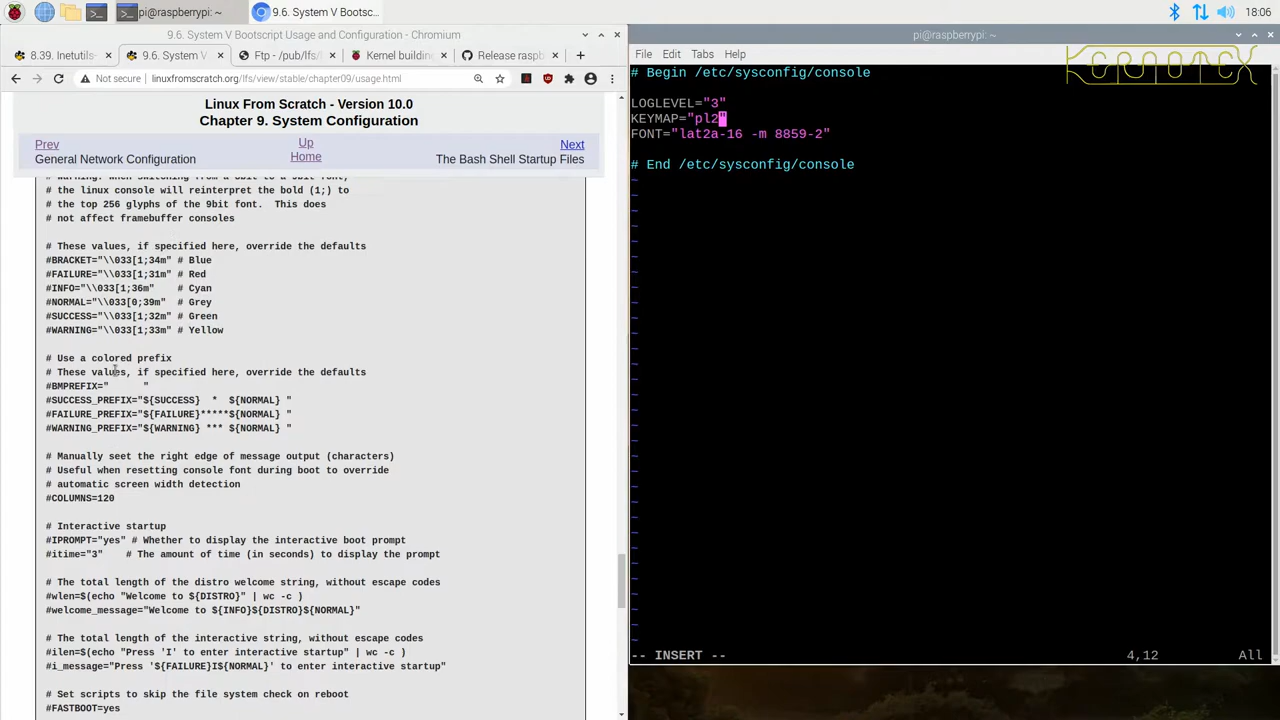 pi@raspberrypi: ~
9.6. System V Bootsc...
18:06
9.6. System V Bootscript Usage and Configuration - Chromium
8.39. Inetutils-
9.6. System V
Ftp - /pub/lfs/l
Kernel building
Release raspb
Not secure | linuxfromscratch.org/lfs/view/stable/chapter09/usage.html
Linux From Scratch - Version 10.0
Chapter 9. System Configuration
Prev
Up
Next
General Network Configuration
Home
The Bash Shell Startup Files
# Warning: when switching from a 8bit to a 9bit font,
# the linux console will reinterpret the bold (1;) to
# the top 256 glyphs of the 9bit font.  This does
# not affect framebuffer consoles
# These values, if specified here, override the defaults
#BRACKET="\\033[1;34m" # Blue
#FAILURE="\\033[1;31m" # Red
#INFO="\\033[1;36m"    # Cyan
#NORMAL="\\033[0;39m"  # Grey
#SUCCESS="\\033[1;32m" # Green
#WARNING="\\033[1;33m" # Yellow
# Use a colored prefix
# These values, if specified here, override the defaults
#BMPREFIX="      "
#SUCCESS_PREFIX="${SUCCESS}  *  ${NORMAL} "
#FAILURE_PREFIX="${FAILURE}*****${NORMAL} "
#WARNING_PREFIX="${WARNING} *** ${NORMAL} "
# Manually seet the right edge of message output (characters)
# Useful when resetting console font during boot to override
# automatic screen width detection
#COLUMNS=120
# Interactive startup
#IPROMPT="yes" # Whether to display the interactive boot prompt
#itime="3"    # The amount of time (in seconds) to display the prompt
# The total length of the distro welcome string, without escape codes
#wlen=$(echo "Welcome to ${DISTRO}" | wc -c )
#welcome_message="Welcome to ${INFO}${DISTRO}${NORMAL}"
# The total length of the interactive string, without escape codes
#ilen=$(echo "Press 'I' to enter interactive startup" | wc -c )
#i_message="Press '${FAILURE}I${NORMAL}' to enter interactive startup"
# Set scripts to skip the file system check on reboot
#FASTBOOT=yes
pi@raspberrypi: ~
File Edit Tabs Help
KERNOTEX
# Begin /etc/sysconfig/console
LOGLEVEL="3"
KEYMAP="pl2"
FONT="lat2a-16 -m 8859-2"
# End /etc/sysconfig/console
-- INSERT --
4,12
All